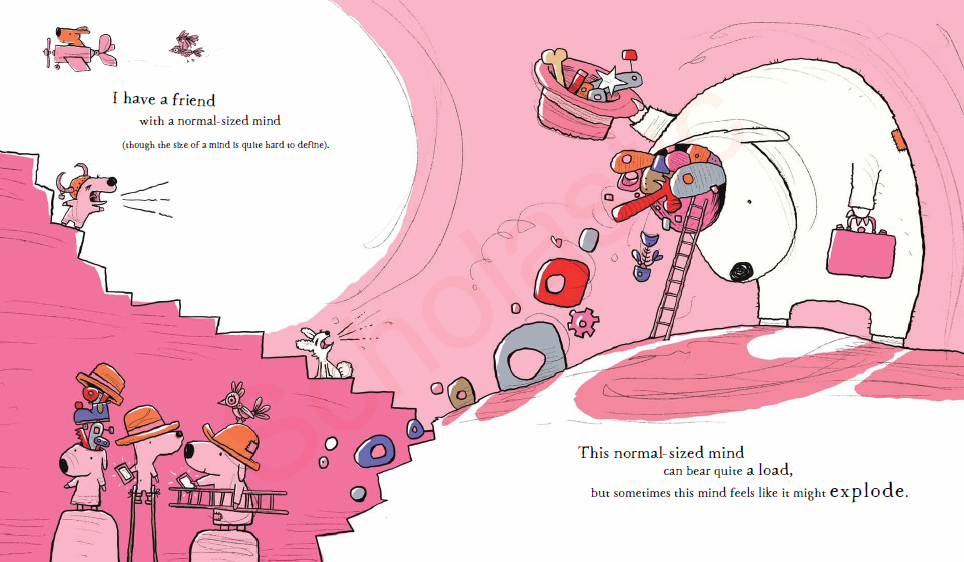 I have a friend
with a normal-sized mind
(though the size of a mind is quite hard to define).
This normal-sized mind
can bear quite a load,
but sometimes this mind feels like it might explode.
Scholastic